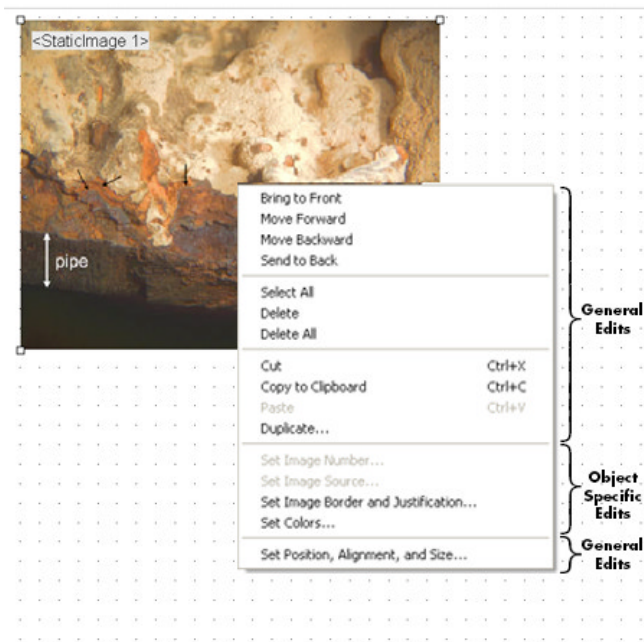 <StaticImage 1>
pipe
Bring to Front
Move Forward
Move Backward
Send to Back
Select All
Delete
Delete All
Cut Ctrl+X
Copy to Clipboard Ctrl+C
Paste Ctrl+V
Duplicate...
General
Edits
Set Image Number...
Set Image Source...
Set Image Border and Justification...
Set Colors...
Object
Specific
Edits
Set Position, Alignment, and Size...
General
Edits